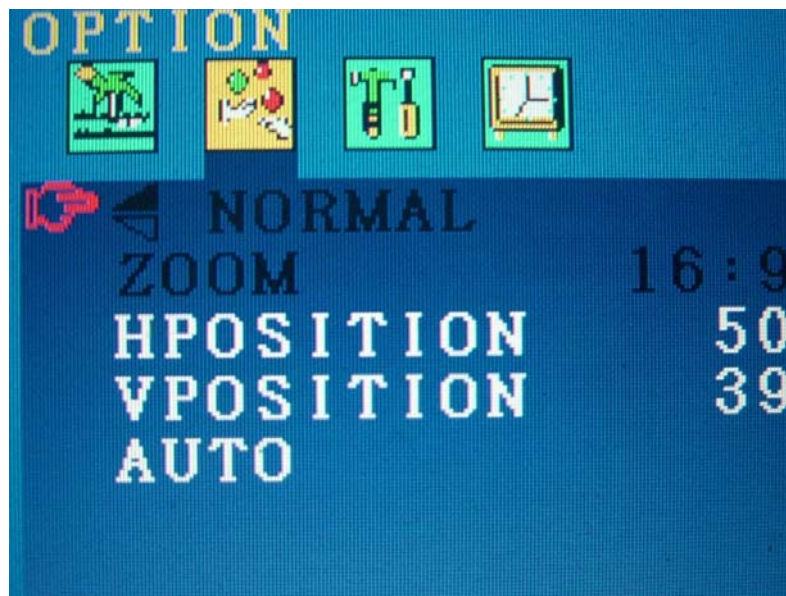 OPTION
NORMAL
ZOOM 16:9
HPOSITION 50
VPOSITION 39
AUTO